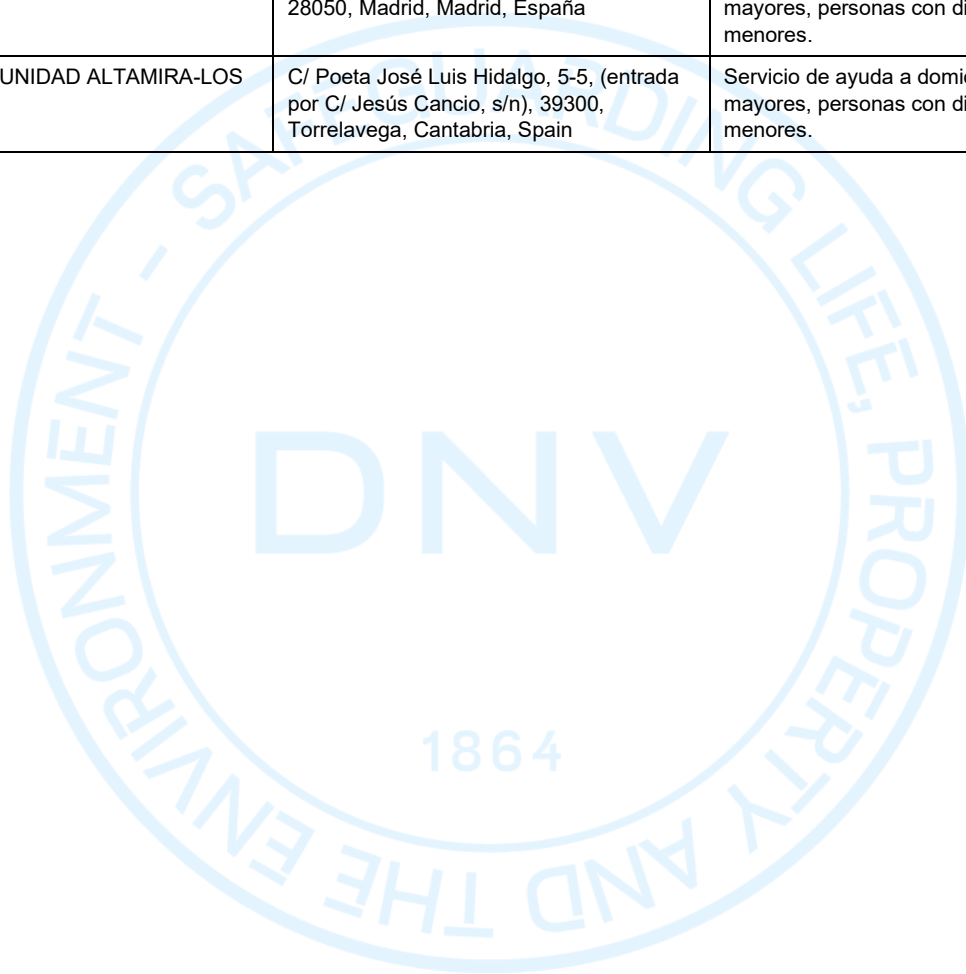 28050, Madrid, Madrid, España
mayores, personas con di
menores.
UNIDAD ALTAMIRA-LOS
C/ Poeta José Luis Hidalgo, 5-5, (entrada
por C/ Jesús Cancio, s/n), 39300,
Torrelavega, Cantabria, Spain
Servicio de ayuda a domi
mayores, personas con di
menores.
SAFEGUARDING LIFE, PROPERTY AND THE ENVIRONMENT -
DNV
1864